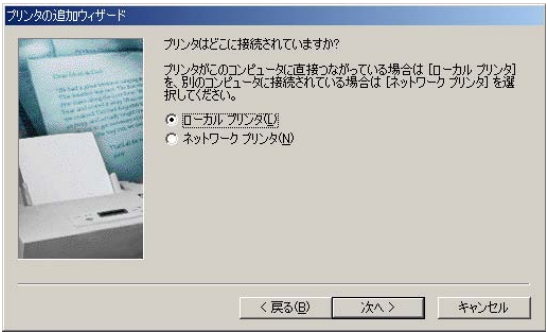 プリンタの追加ウィザード
プリンタはどこに接続されていますか?
プリンタがこのコンピュータに直接つながっている場合は [ローカル プリンタ]
を、別のコンピュータに接続されている場合は [ネットワーク プリンタ] を選
択してください。
ローカル プリンタ(L)
ネットワーク プリンタ(N)
< 戻る(B)
次へ >
キャンセル